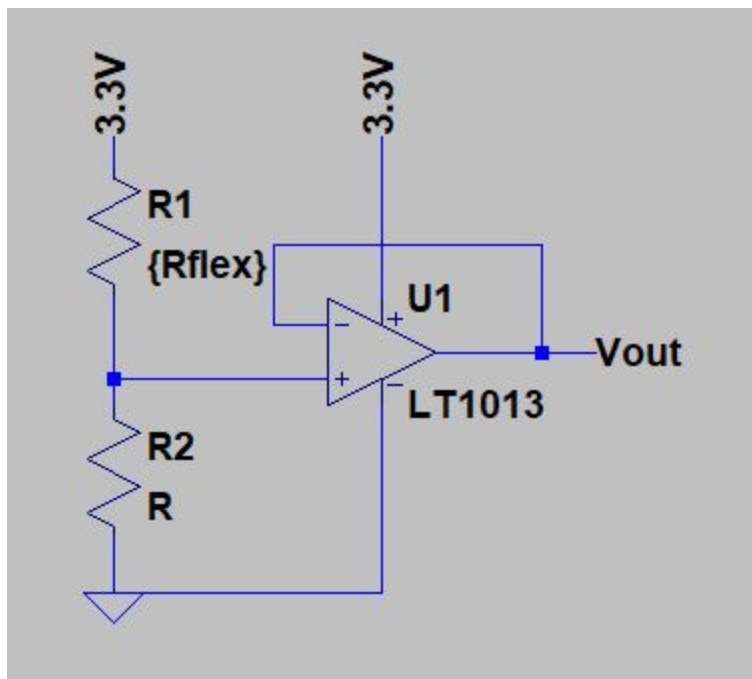 3.3V
3.3V
R1
{Rflex}
U1
+
−
+
−
Vout
LT1013
R2
R